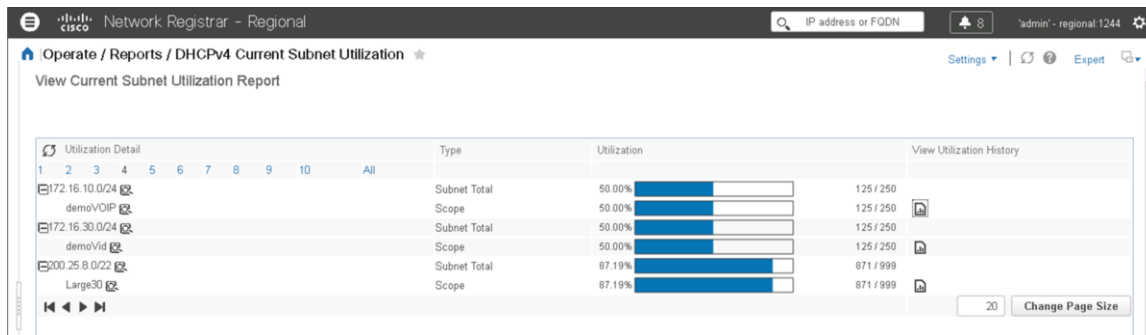 cisco Network Registrar - Regional IP address or FQDN 8 'admin' - regional:1244
Operate / Reports / DHCPv4 Current Subnet Utilization Settings Expert
View Current Subnet Utilization Report
Utilization Detail Type Utilization View Utilization History
1 2 3 4 5 6 7 8 9 10 All
172.16.10.0/24 Subnet Total 50.00% 125 / 250
demoVOIP Scope 50.00% 125 / 250
172.16.30.0/24 Subnet Total 50.00% 125 / 250
demoVid Scope 50.00% 125 / 250
200.25.8.0/22 Subnet Total 87.19% 871 / 999
Large30 Scope 87.19% 871 / 999
20 Change Page Size